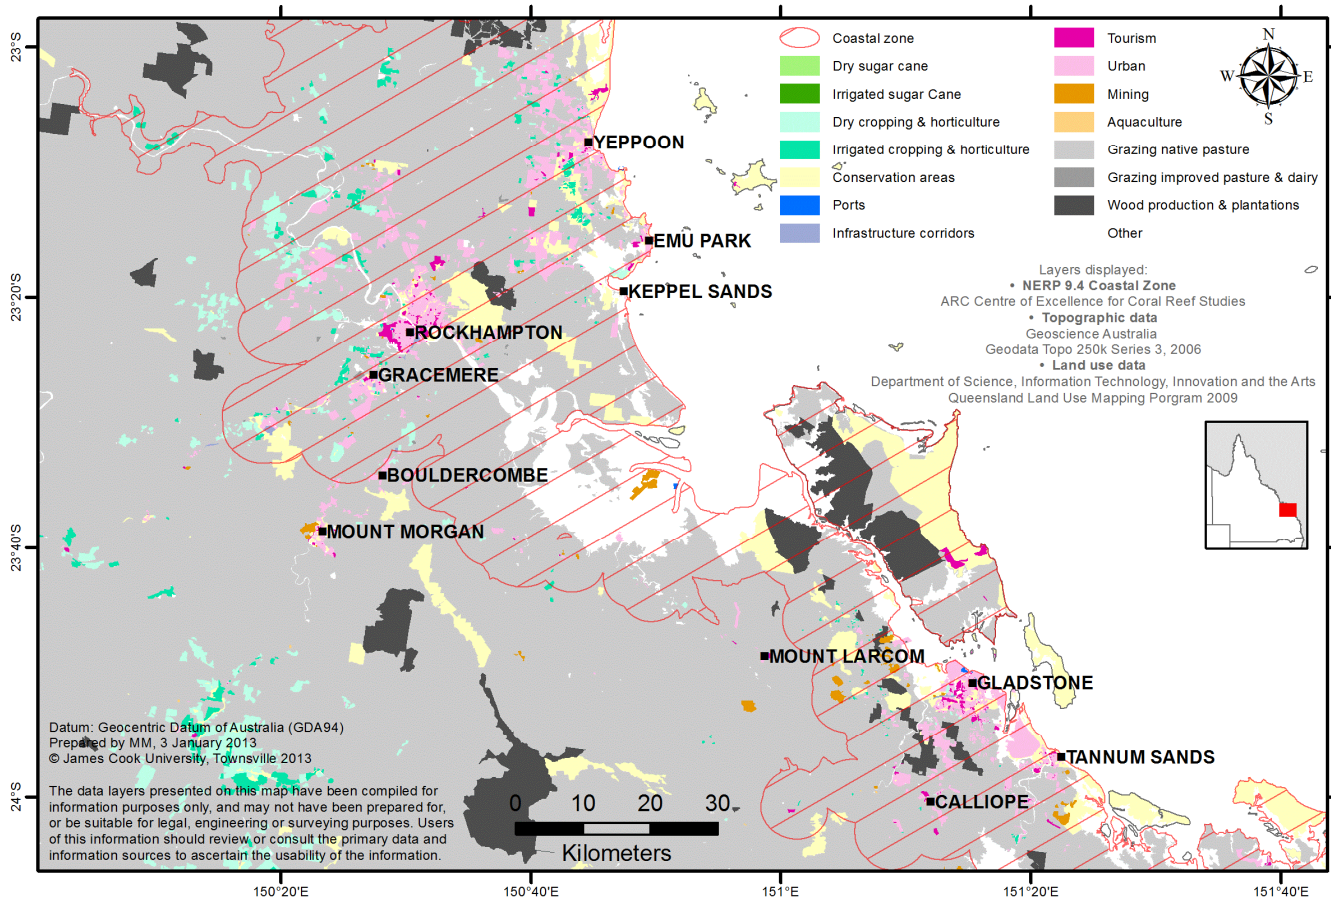 23°S
23°20'S
23°40'S
24°S
150°20'E
150°40'E
151°E
151°20'E
151°40'E
Coastal zone
Dry sugar cane
Irrigated sugar Cane
Dry cropping & horticulture
Irrigated cropping & horticulture
Conservation areas
Ports
Infrastructure corridors
Tourism
Urban
Mining
Aquaculture
Grazing native pasture
Grazing improved pasture & dairy
Wood production & plantations
Other
N
W
E
S
Layers displayed:
• NERP 9.4 Coastal Zone
ARC Centre of Excellence for Coral Reef Studies
• Topographic data
Geoscience Australia
Geodata Topo 250k Series 3, 2006
• Land use data
Department of Science, Information Technology, Innovation and the Arts
Queensland Land Use Mapping Porgram 2009
YEPPOON
EMU PARK
KEPPEL SANDS
ROCKHAMPTON
GRACEMERE
BOULDERCOMBE
MOUNT MORGAN
MOUNT LARCOM
GLADSTONE
TANNUM SANDS
CALLIOPE
Datum: Geocentric Datum of Australia (GDA94)
Prepared by MM, 3 January 2013
© James Cook University, Townsville 2013
The data layers presented on this map have been compiled for
information purposes only, and may not have been prepared for,
or be suitable for legal, engineering or surveying purposes. Users
of this information should review or consult the primary data and
information sources to ascertain the usability of the information.
0 10 20 30
Kilometers